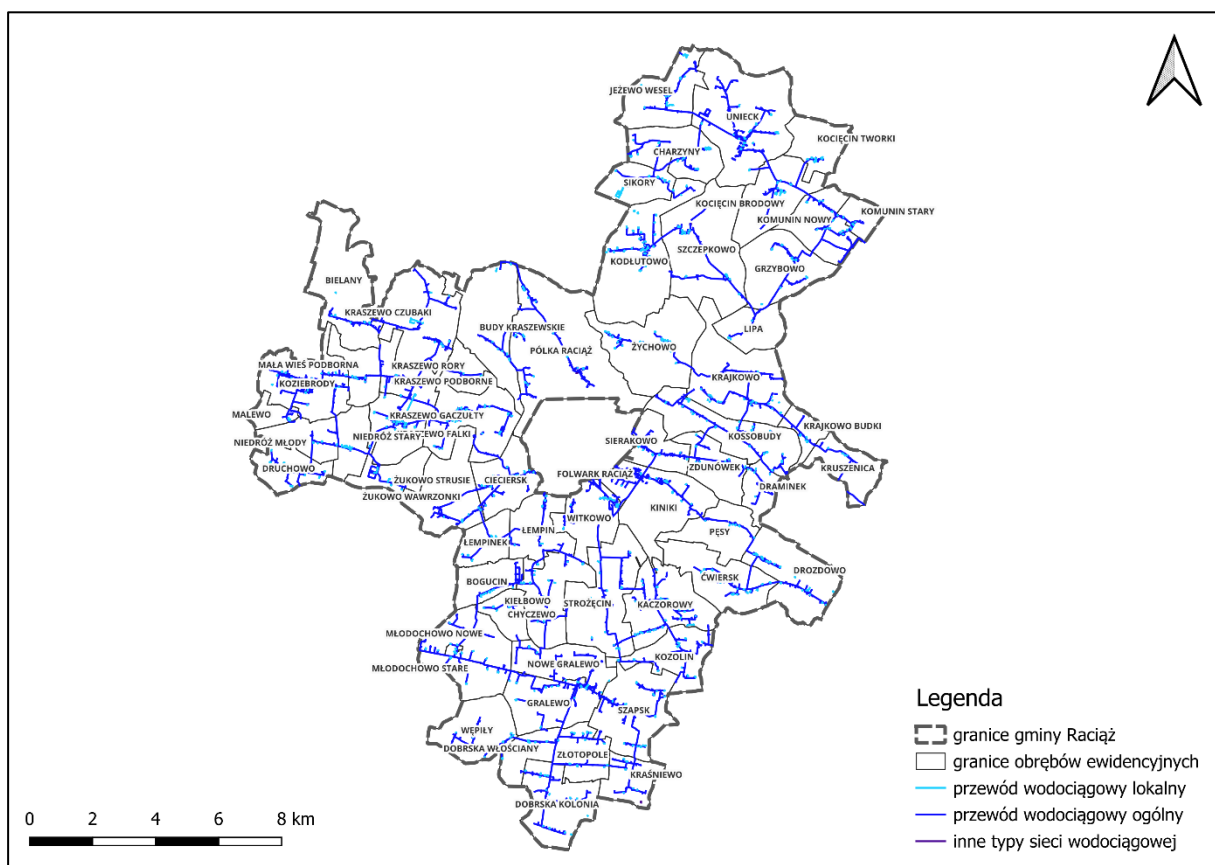 JEŻEWO WESEL
UNIECK
KOCIĘCIN TWORKI
CHARZYNY
SIKORY
KOCIĘCIN BRODOWY
KOMUNIN STARY
KOMUNIN NOWY
SZCZEPKOWO
KODŁUTOWO
GRZYBOWO
BIELANY
KRASZEWO CZUBAKI
BUDY KRASZEWSKIE
LIPA
PÓLKA RACIĄŻ
ŻYCHOWO
MAŁA WIEŚ PODBORNA
KRASZEWO RORY
KRAJKOWO
KOZIEBRODY
KRASZEWO PODBORNE
MALEWO
KRASZEWO GACZUŁTY
KRAJKOWO BUDKI
NIEDRÓŻ MŁODY
NIEDRÓŻ STARY
FALKI
SIERAKOWO
KOSSOBUDY
DRUCHOWO
ZDUNÓWEK
KRUSZENICA
FOLWARK RACIĄŻ
ŻUKOWO STRUSIE
CIECIERSK
DRAMINEK
ŻUKOWO WAWRZONKI
KINIKI
WITKOWO
ŁEMPIN
PĘSY
ŁEMPINEK
DROZDOWO
BOGUCIN
ĆWIERSK
KIEŁBOWO
STROŻĘCIN
KACZOROWY
CHYCZEWO
MŁODOCHOWO NOWE
KOZOLIN
NOWE GRALEWO
MŁODOCHOWO STARE
GRALEWO
SZAPSK
WĘPIŁY
DOBRSKA WŁOŚCIANY
ZŁOTOPOLE
KRAŚNIEWO
DOBRSKA KOLONIA
Legenda
granice gminy Raciąż
granice obrębów ewidencyjnych
przewód wodociągowy lokalny
przewód wodociągowy ogólny
inne typy sieci wodociągowej
0 2 4 6 8 km